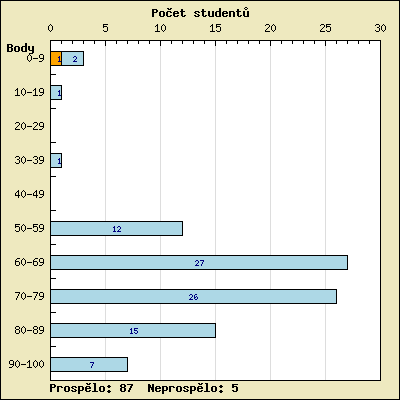 Počet studentů
0 5 10 15 20 25 30
Body
0-9 1 2
10-19 1
20-29
30-39 1
40-49
50-59 12
60-69 27
70-79 26
80-89 15
90-100 7
Prospělo: 87 Neprospělo: 5